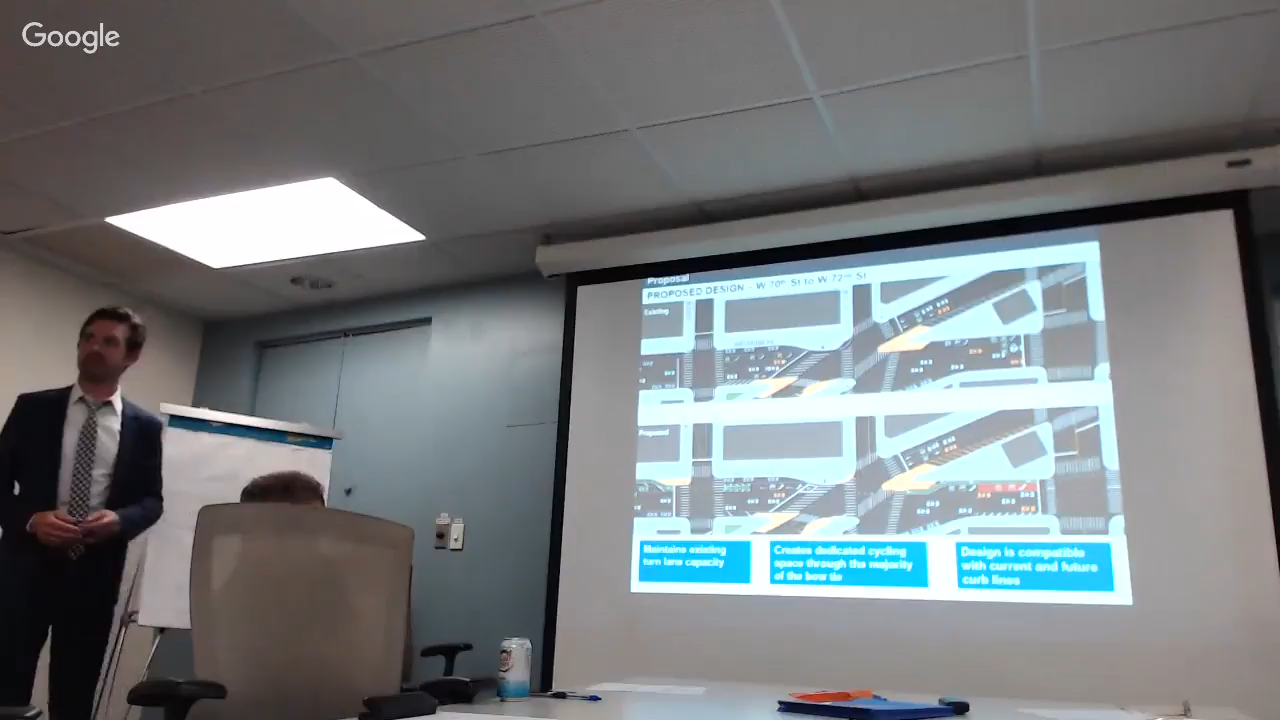 Google
Proposal
PROPOSED DESIGN - W 70th St to W 72nd St
Existing
Proposed
Maintains existing
turn lane capacity
Creates dedicated cycling
space through the majority
of the bow tie
Design is compatible
with current and future
curb lines